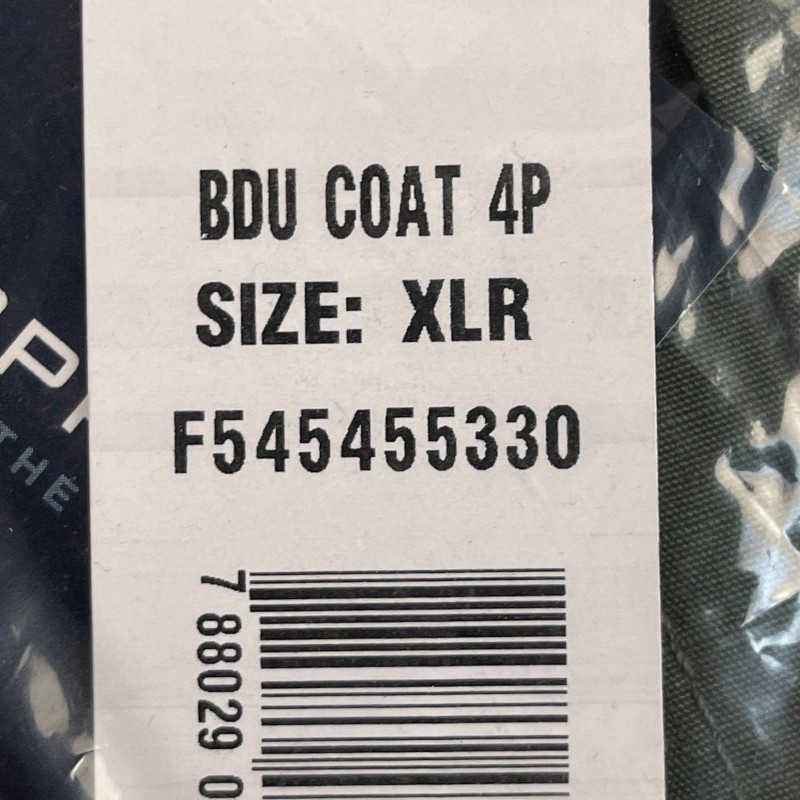 BDU COAT 4P
SIZE: XLR
F545455330
7 88029 0